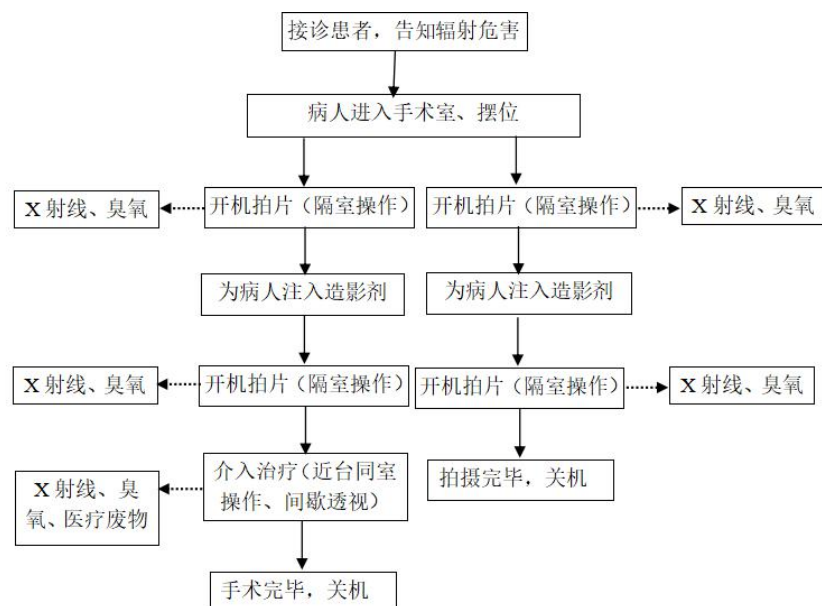 接诊患者，告知辐射危害
病人进入手术室、摆位
X 射线、臭氧
开机拍片（隔室操作）
开机拍片（隔室操作）
X 射线、臭氧
为病人注入造影剂
为病人注入造影剂
X 射线、臭氧
开机拍片（隔室操作）
开机拍片（隔室操作）
X 射线、臭氧
X 射线、臭
氧、医疗废物
介入治疗（近台同室
操作、间歇透视）
拍摄完毕，关机
手术完毕，关机